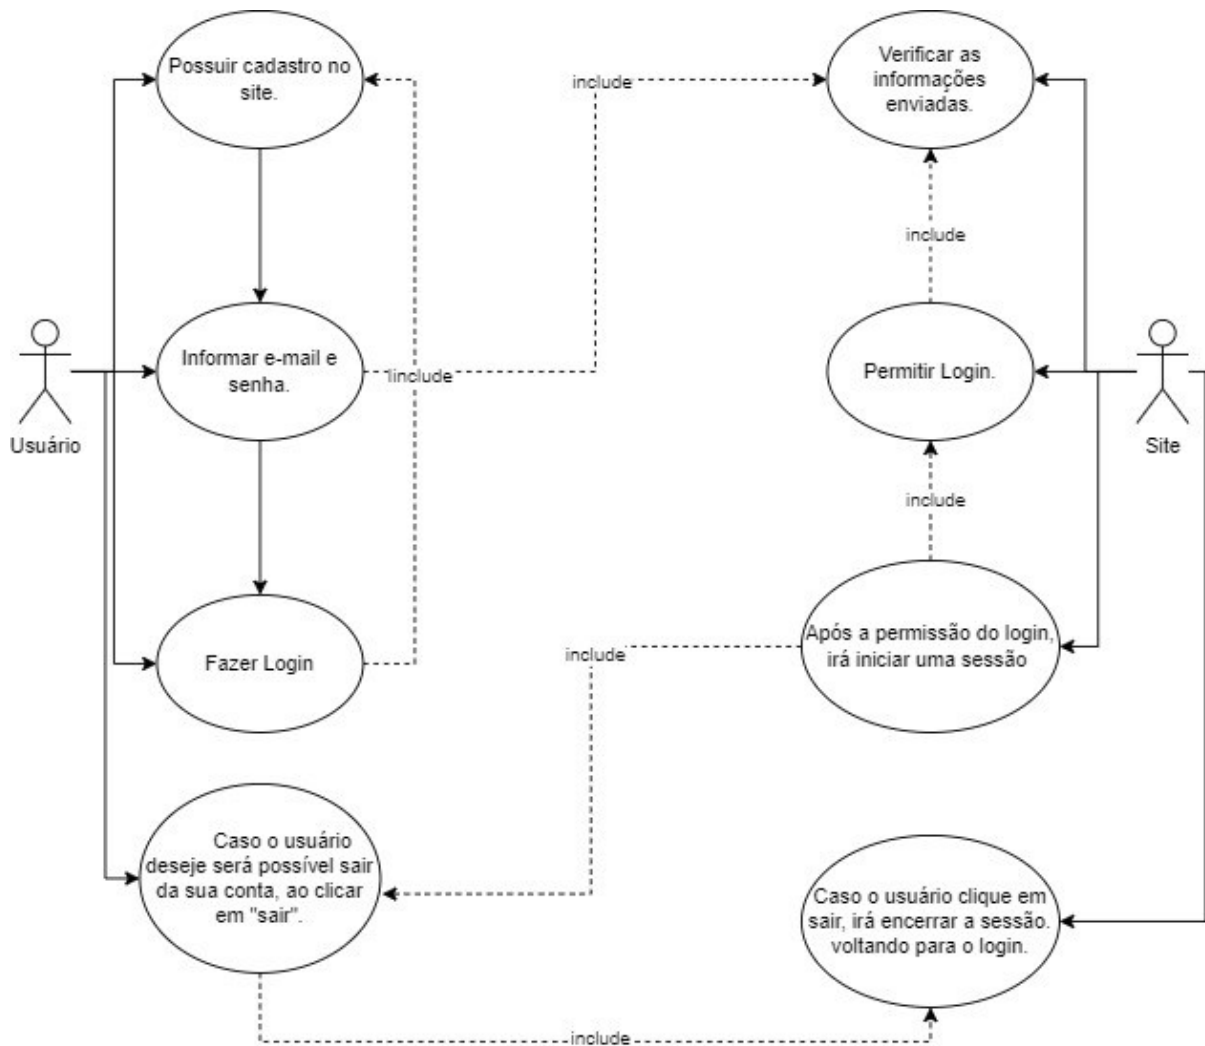 Possuir cadastro no
site.
Verificar as
informações
enviadas.
include
include
Informar e-mail e
senha.
Iinclude
Permitir Login.
Usuário
Site
include
Fazer Login
include
Após a permissão do login,
irá iniciar uma sessão
Caso o usuário
deseje será possível sair
da sua conta, ao clicar
em "sair".
Caso o usuário clique em
sair, irá encerrar a sessão.
voltando para o login.
include